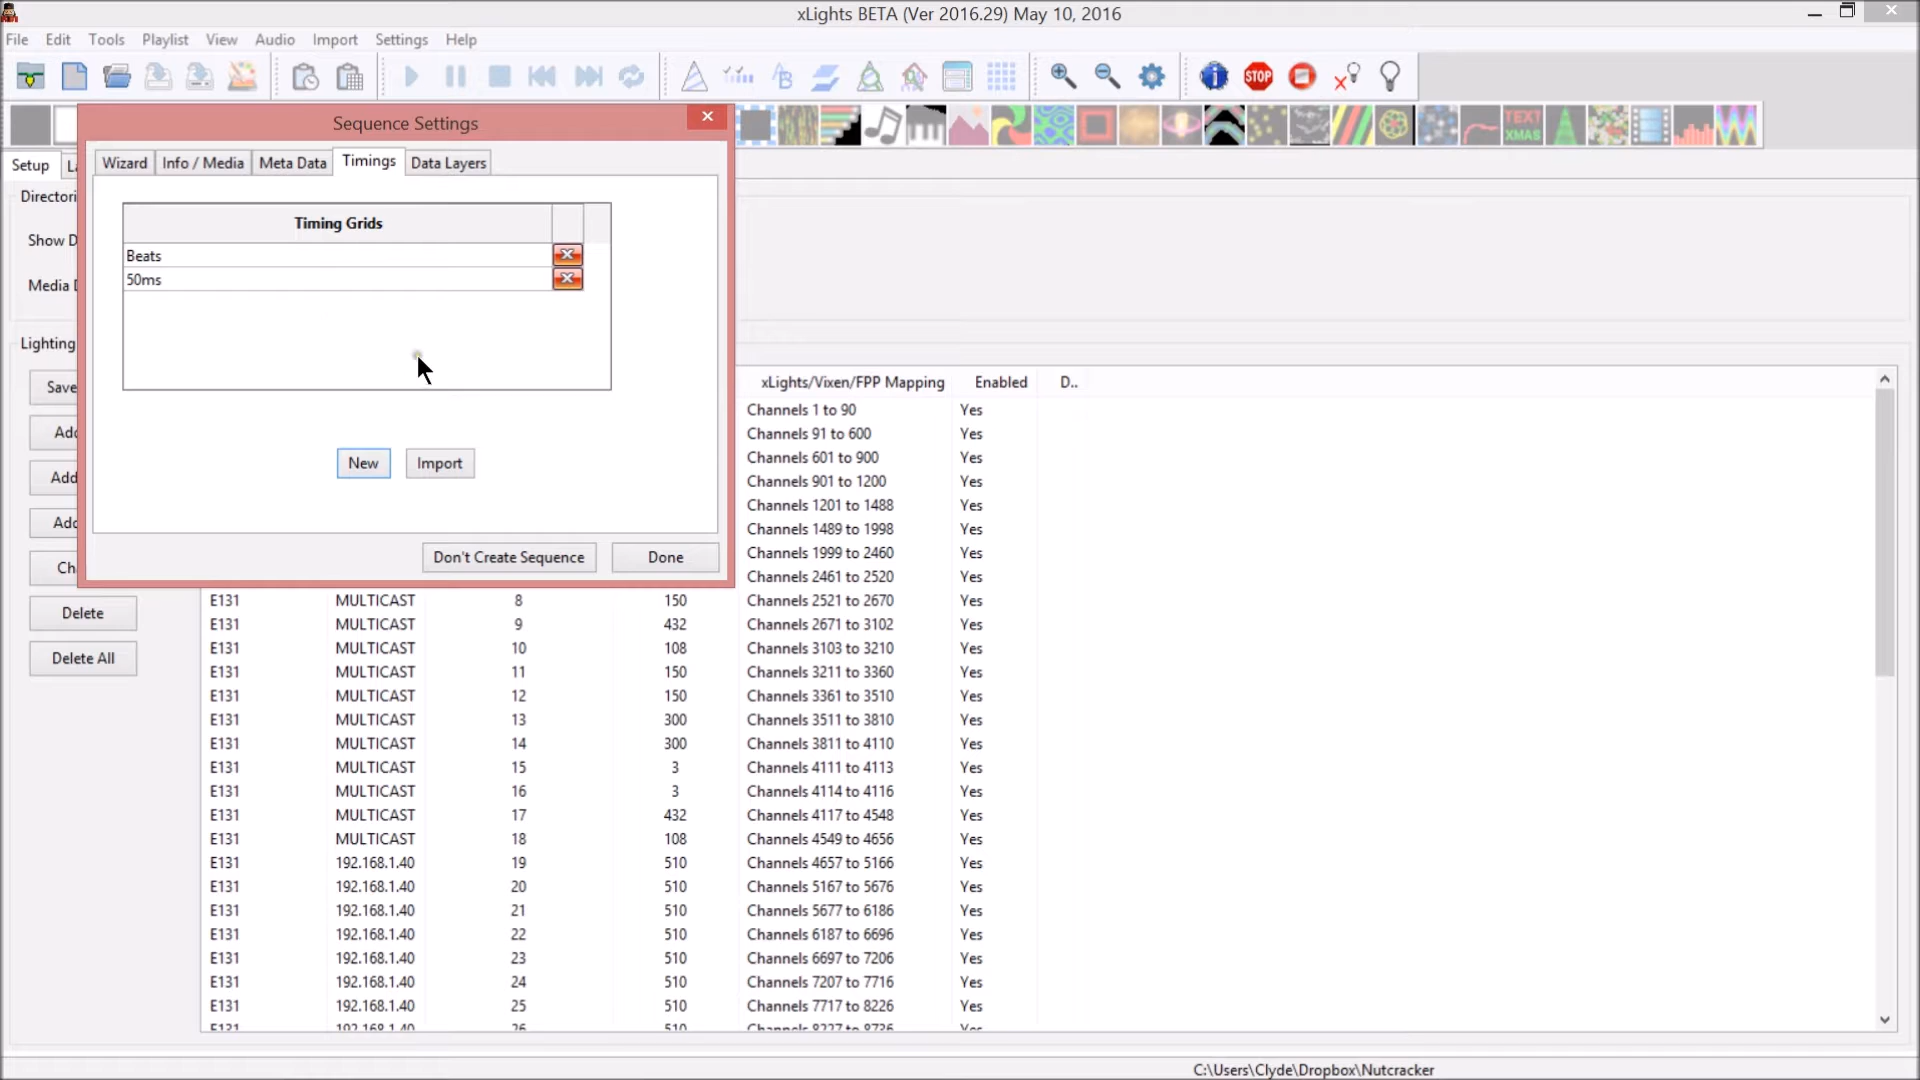 xLights BETA (Ver 2016.29) May 10, 2016
File Edit Tools Playlist View Audio Import Settings Help
STOP
TEXT
XMAS
Sequence Settings
Setup
Wizard Info / Media Meta Data Timings Data Layers
Directori
Show D
Media D
Lighting
Timing Grids
Beats
50ms
New Import
Don't Create Sequence Done
Save
Delete
Delete All
xLights/Vixen/FPP Mapping Enabled D..
Channels 1 to 90 Yes
Channels 91 to 600 Yes
Channels 601 to 900 Yes
Channels 901 to 1200 Yes
Channels 1201 to 1488 Yes
Channels 1489 to 1998 Yes
Channels 1999 to 2460 Yes
Channels 2461 to 2520 Yes
E131 MULTICAST 8 150 Channels 2521 to 2670 Yes
E131 MULTICAST 9 432 Channels 2671 to 3102 Yes
E131 MULTICAST 10 108 Channels 3103 to 3210 Yes
E131 MULTICAST 11 150 Channels 3211 to 3360 Yes
E131 MULTICAST 12 150 Channels 3361 to 3510 Yes
E131 MULTICAST 13 300 Channels 3511 to 3810 Yes
E131 MULTICAST 14 300 Channels 3811 to 4110 Yes
E131 MULTICAST 15 3 Channels 4111 to 4113 Yes
E131 MULTICAST 16 3 Channels 4114 to 4116 Yes
E131 MULTICAST 17 432 Channels 4117 to 4548 Yes
E131 MULTICAST 18 108 Channels 4549 to 4656 Yes
E131 192.168.1.40 19 510 Channels 4657 to 5166 Yes
E131 192.168.1.40 20 510 Channels 5167 to 5676 Yes
E131 192.168.1.40 21 510 Channels 5677 to 6186 Yes
E131 192.168.1.40 22 510 Channels 6187 to 6696 Yes
E131 192.168.1.40 23 510 Channels 6697 to 7206 Yes
E131 192.168.1.40 24 510 Channels 7207 to 7716 Yes
E131 192.168.1.40 25 510 Channels 7717 to 8226 Yes
E131 192.168.1.40 26 510 Channels 8227 to 8736 Yes
C:\Users\Clyde\Dropbox\Nutcracker